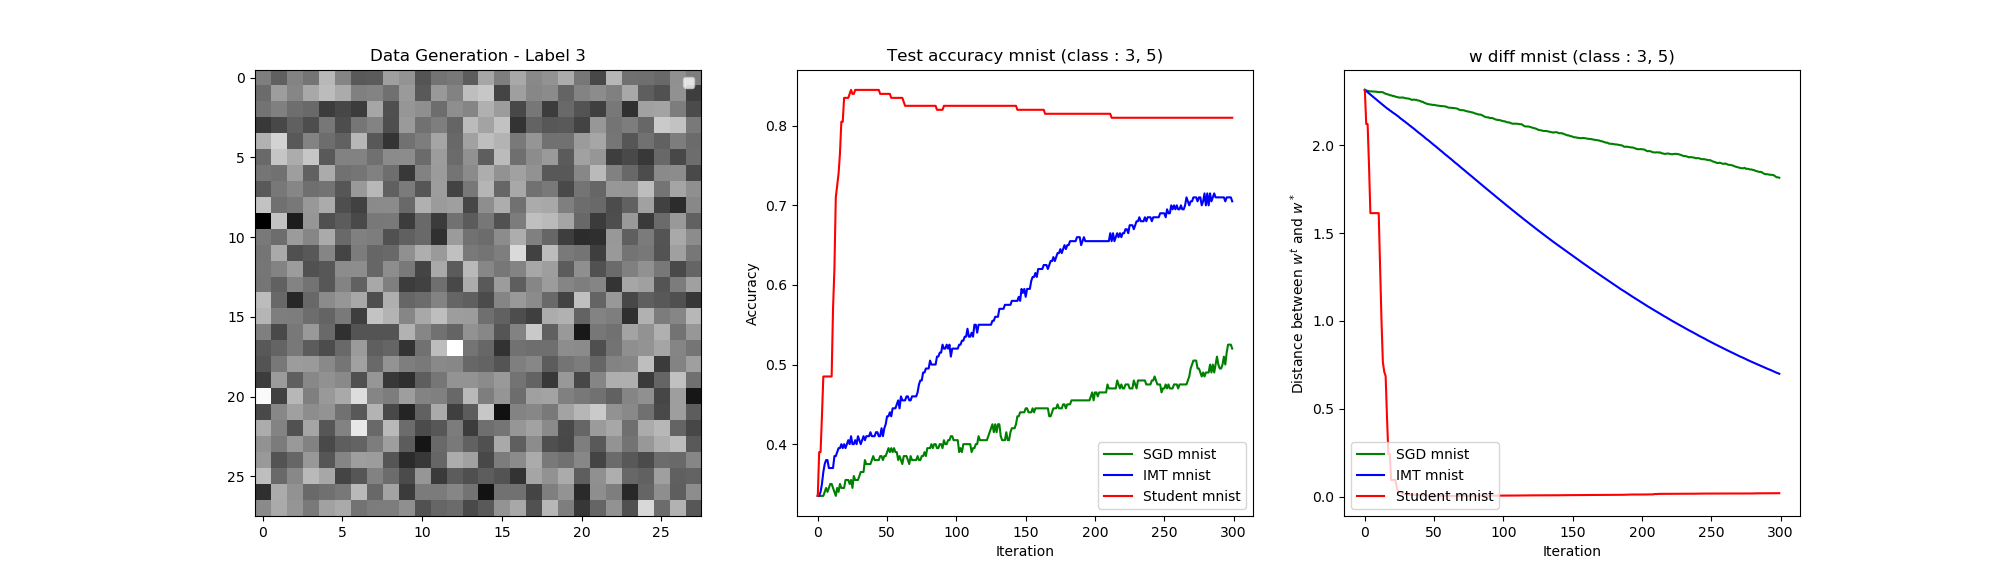 Data Generation - Label 3
0
5
10
15
20
25
0 5 10 15 20 25
Test accuracy mnist (class : 3, 5)
Accuracy
0.8
0.7
0.6
0.5
0.4
0 50 100 150 200 250 300
Iteration
SGD mnist
IMT mnist
Student mnist
w diff mnist (class : 3, 5)
Distance between w^t and w^*
2.0
1.5
1.0
0.5
0.0
0 50 100 150 200 250 300
Iteration
SGD mnist
IMT mnist
Student mnist